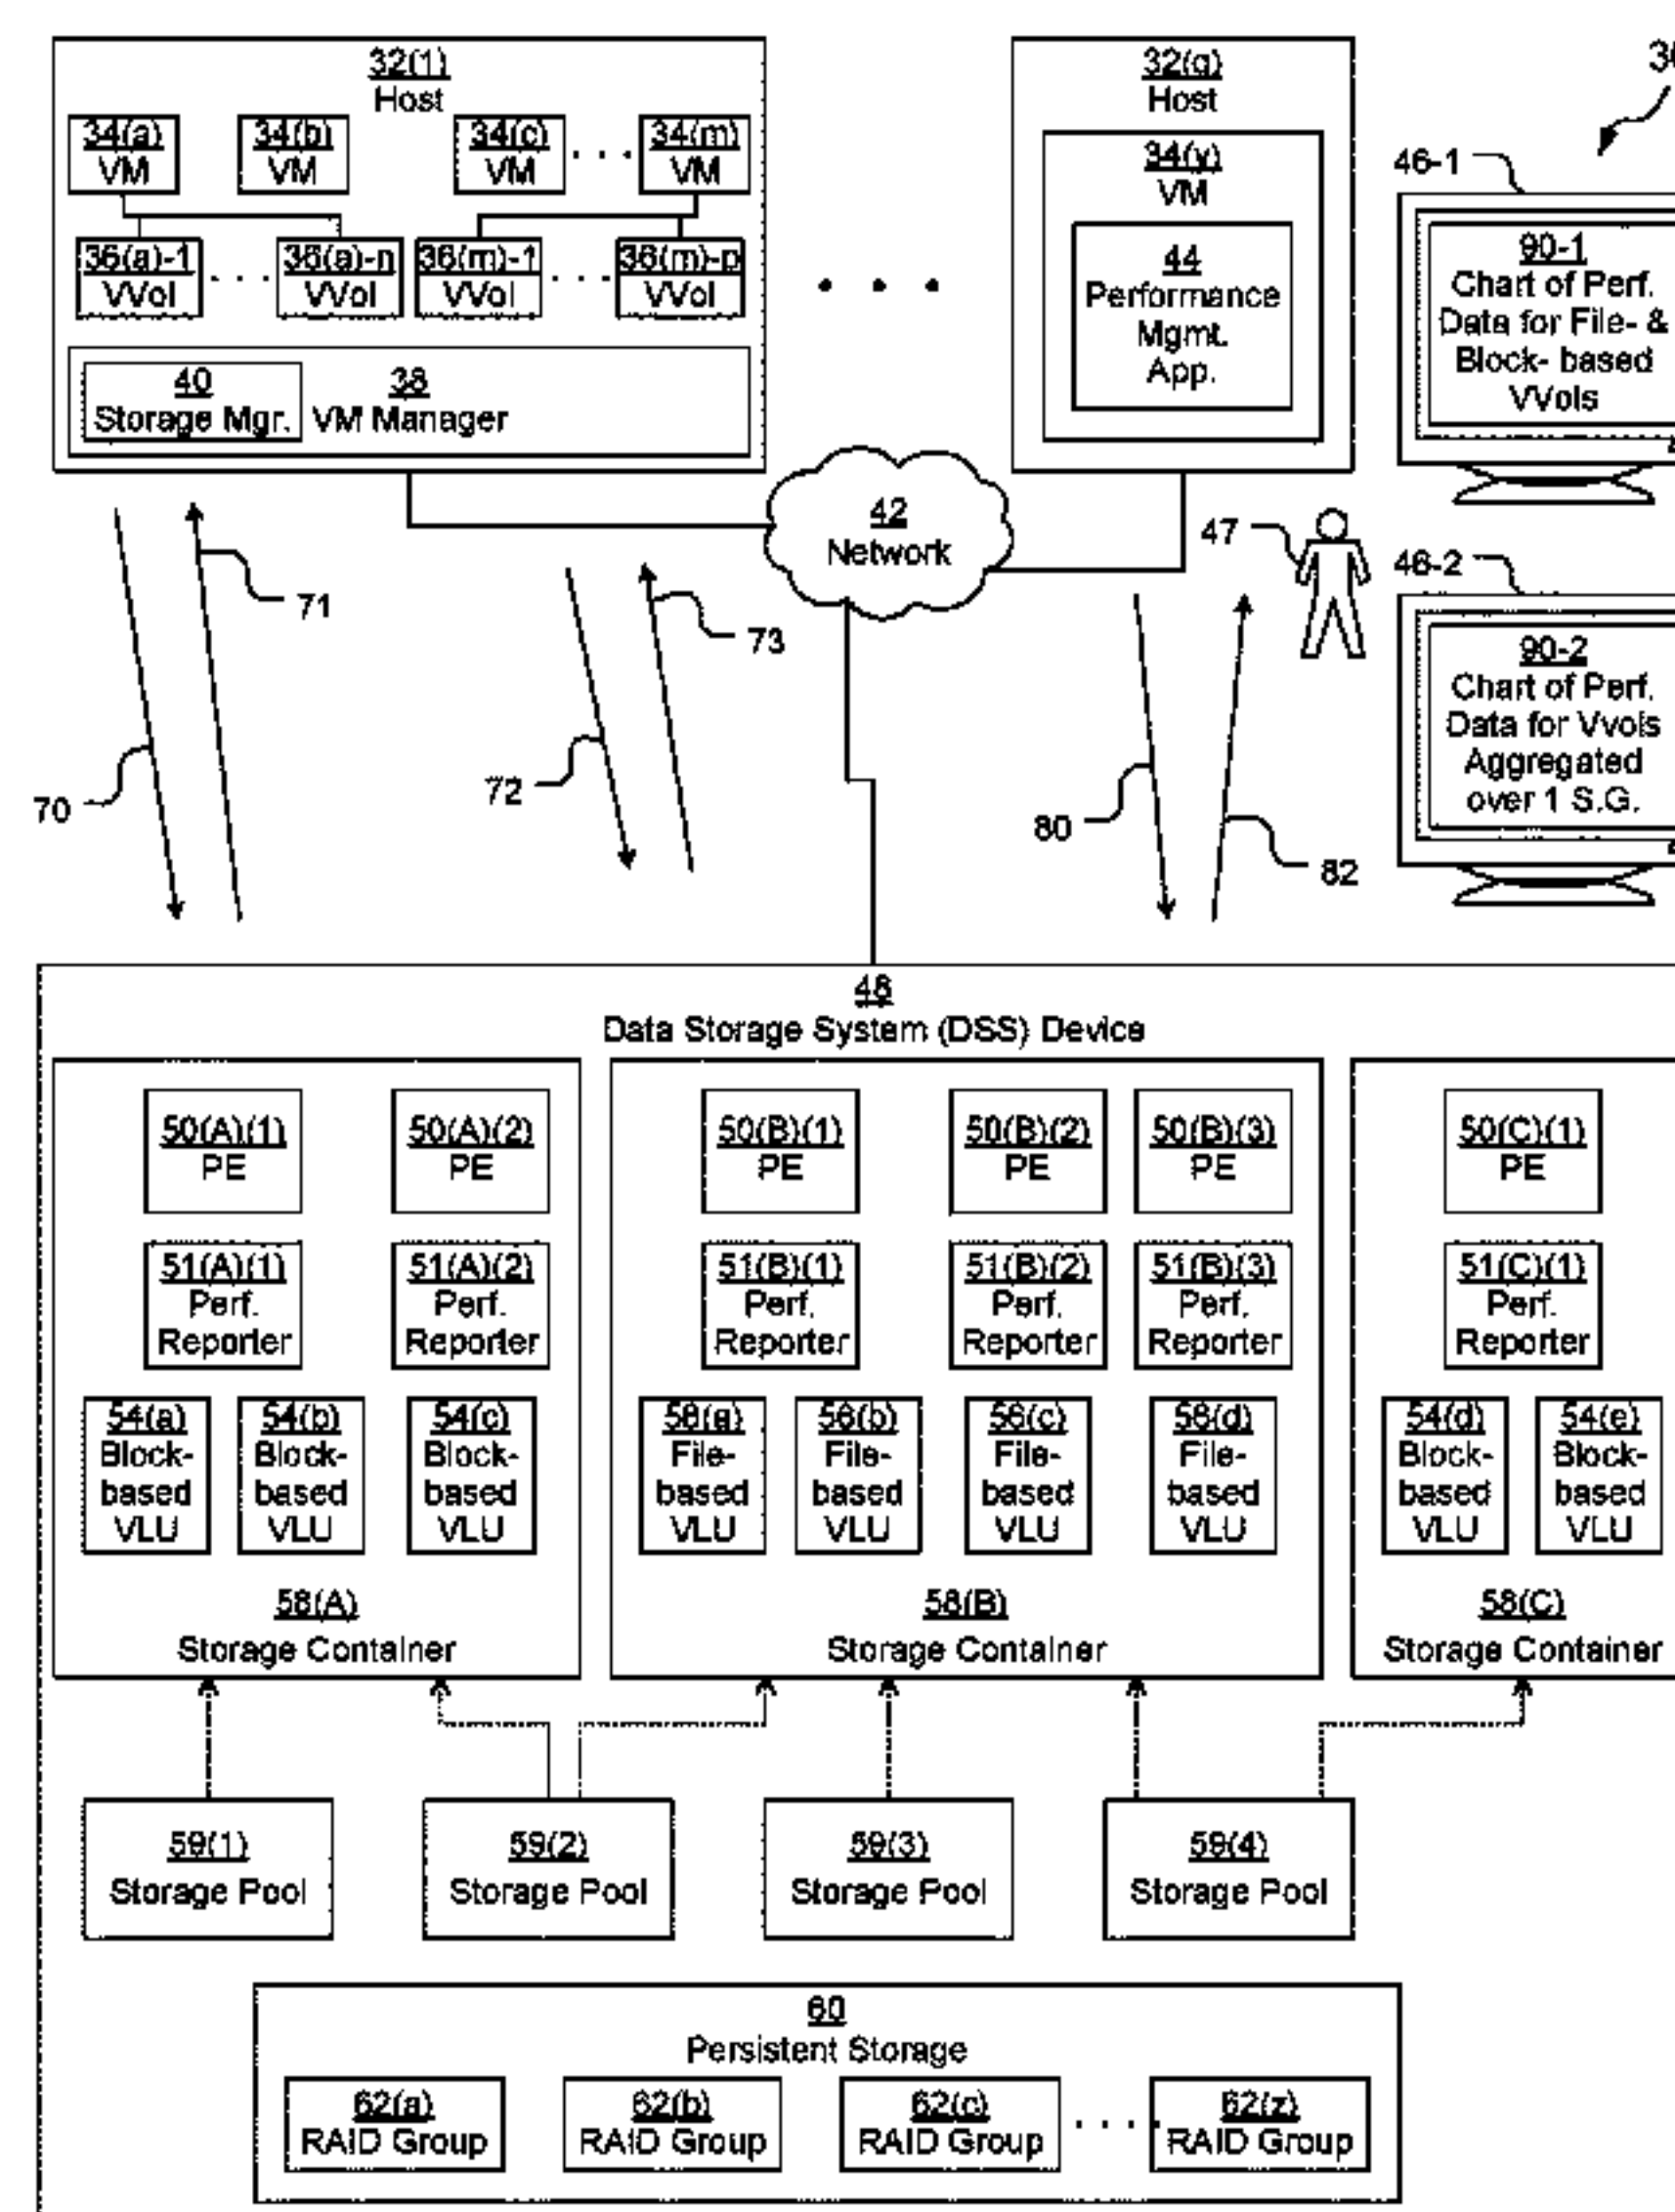 32(1)
Host
34(a)
VM
34(b)
VM
34(c)
VM
. . .
34(m)
VM
36(a)-1
VVol
. . .
36(a)-n
VVol
36(m)-1
VVol
. . .
36(m)-p
VVol
40
Storage Mgr.
38
VM Manager
• • •
32(q)
Host
34(y)
VM
44
Performance
Mgmt.
App.
46-1
90-1
Chart of Perf.
Data for File- &
Block- based
VVols
42
Network
47
46-2
90-2
Chart of Perf.
Data for Vvols
Aggregated
over 1 S.G.
70
71
72
73
80
82
48
Data Storage System (DSS) Device
50(A)(1)
PE
50(A)(2)
PE
51(A)(1)
Perf.
Reporter
51(A)(2)
Perf.
Reporter
54(a)
Block-
based
VLU
54(b)
Block-
based
VLU
54(c)
Block-
based
VLU
58(A)
Storage Container
50(B)(1)
PE
50(B)(2)
PE
50(B)(3)
PE
51(B)(1)
Perf.
Reporter
51(B)(2)
Perf.
Reporter
51(B)(3)
Perf.
Reporter
56(a)
File-
based
VLU
56(b)
File-
based
VLU
56(c)
File-
based
VLU
56(d)
File-
based
VLU
58(B)
Storage Container
50(C)(1)
PE
51(C)(1)
Perf.
Reporter
54(d)
Block-
based
VLU
54(e)
Block-
based
VLU
58(C)
Storage Container
59(1)
Storage Pool
59(2)
Storage Pool
59(3)
Storage Pool
59(4)
Storage Pool
60
Persistent Storage
62(a)
RAID Group
62(b)
RAID Group
62(c)
RAID Group
. . . .
62(z)
RAID Group